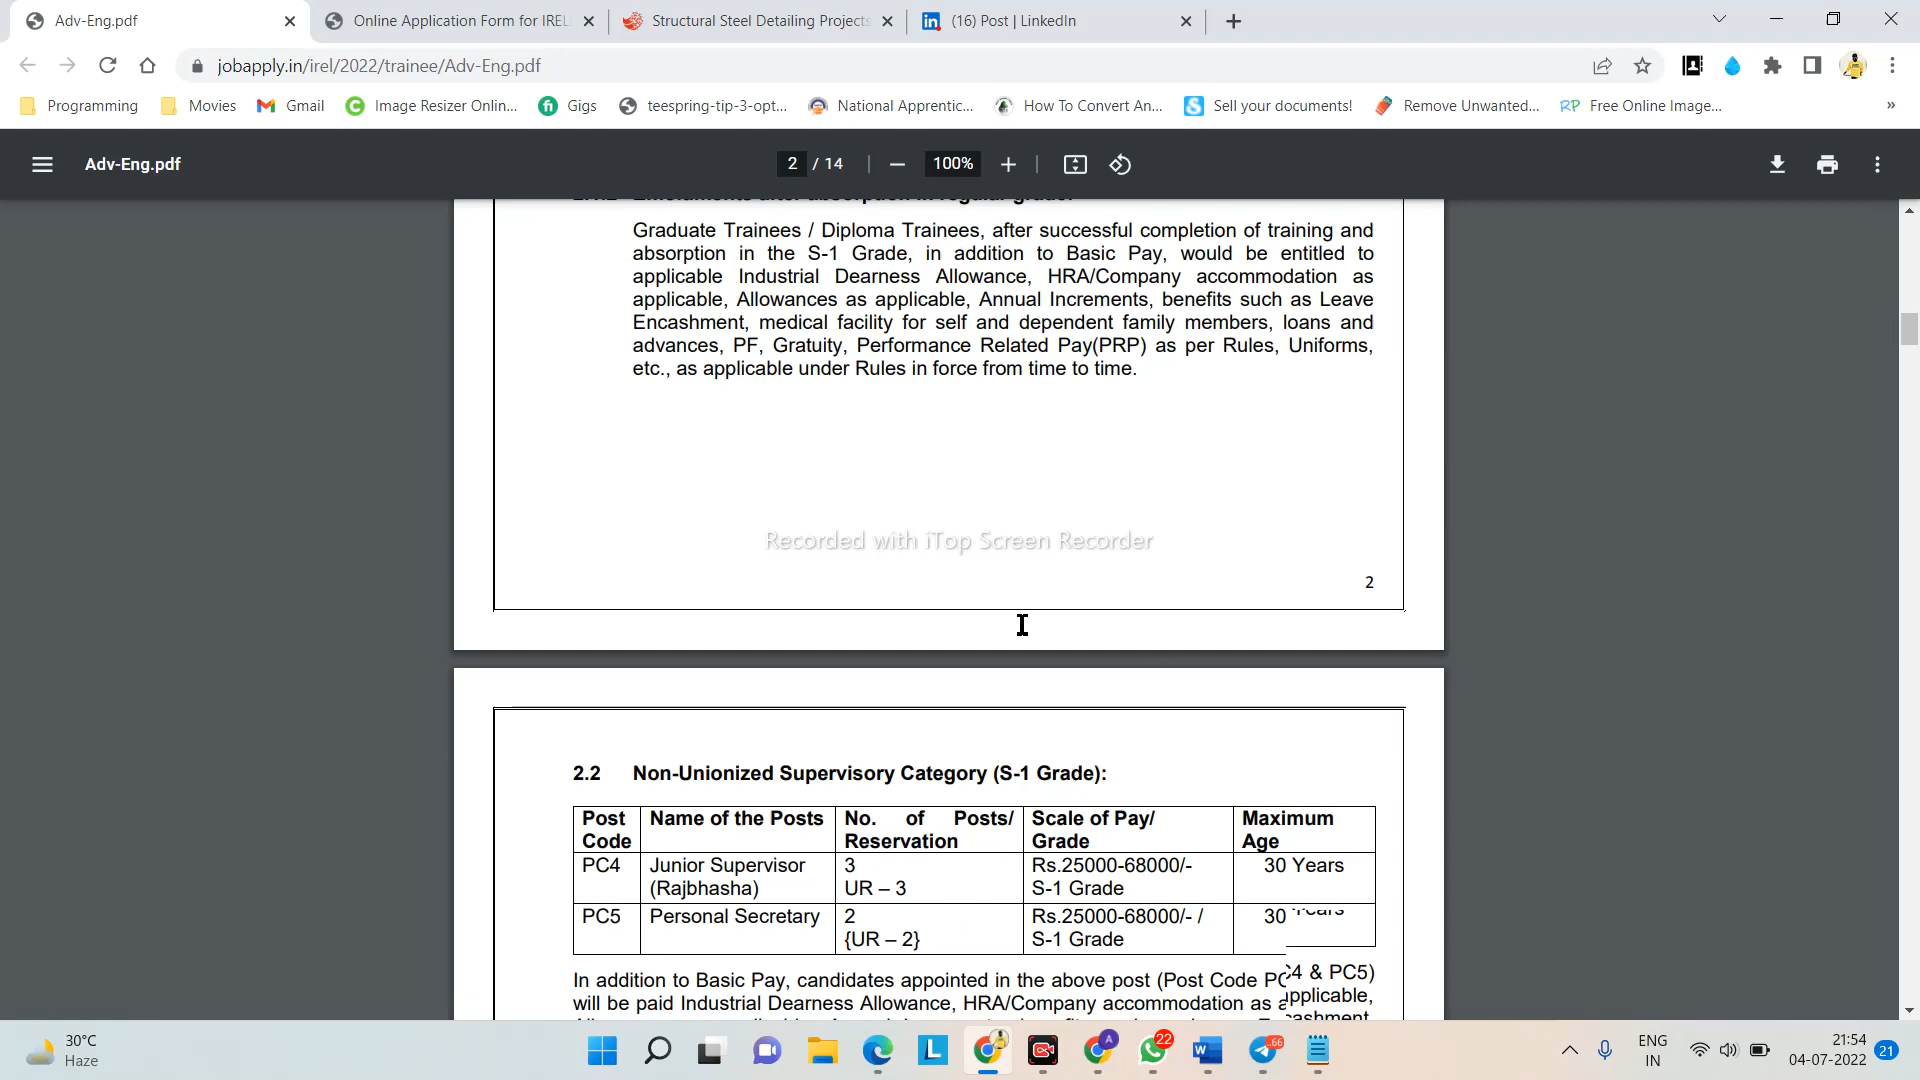 Adv-Eng.pdf
Online Application Form for IREL
Structural Steel Detailing Projects
(16) Post | LinkedIn
jobapply.in/irel/2022/trainee/Adv-Eng.pdf
Programming
Movies
Gmail
Image Resizer Onlin...
Gigs
teespring-tip-3-opt...
National Apprentic...
How To Convert An...
Sell your documents!
Remove Unwanted...
RP Free Online Image...
»
Adv-Eng.pdf
2 / 14
100%
Emoluments after absorption in regular grade:
Graduate Trainees / Diploma Trainees, after successful completion of training and
absorption in the S-1 Grade, in addition to Basic Pay, would be entitled to
applicable Industrial Dearness Allowance, HRA/Company accommodation as
applicable, Allowances as applicable, Annual Increments, benefits such as Leave
Encashment, medical facility for self and dependent family members, loans and
advances, PF, Gratuity, Performance Related Pay(PRP) as per Rules, Uniforms,
etc., as applicable under Rules in force from time to time.
Recorded with iTop Screen Recorder
2
2.2 Non-Unionized Supervisory Category (S-1 Grade):
Post Code Name of the Posts No. of Posts/ Reservation Scale of Pay/ Grade Maximum Age
PC4 Junior Supervisor (Rajbhasha) 3 UR – 3 Rs.25000-68000/- S-1 Grade 30 Years
PC5 Personal Secretary 2 {UR – 2} Rs.25000-68000/- / S-1 Grade 30 Years
In addition to Basic Pay, candidates appointed in the above post (Post Code PC4 & PC5)
will be paid Industrial Dearness Allowance, HRA/Company accommodation as applicable,
30°C
Haze
22
66
ENG
IN
21:54
04-07-2022
21